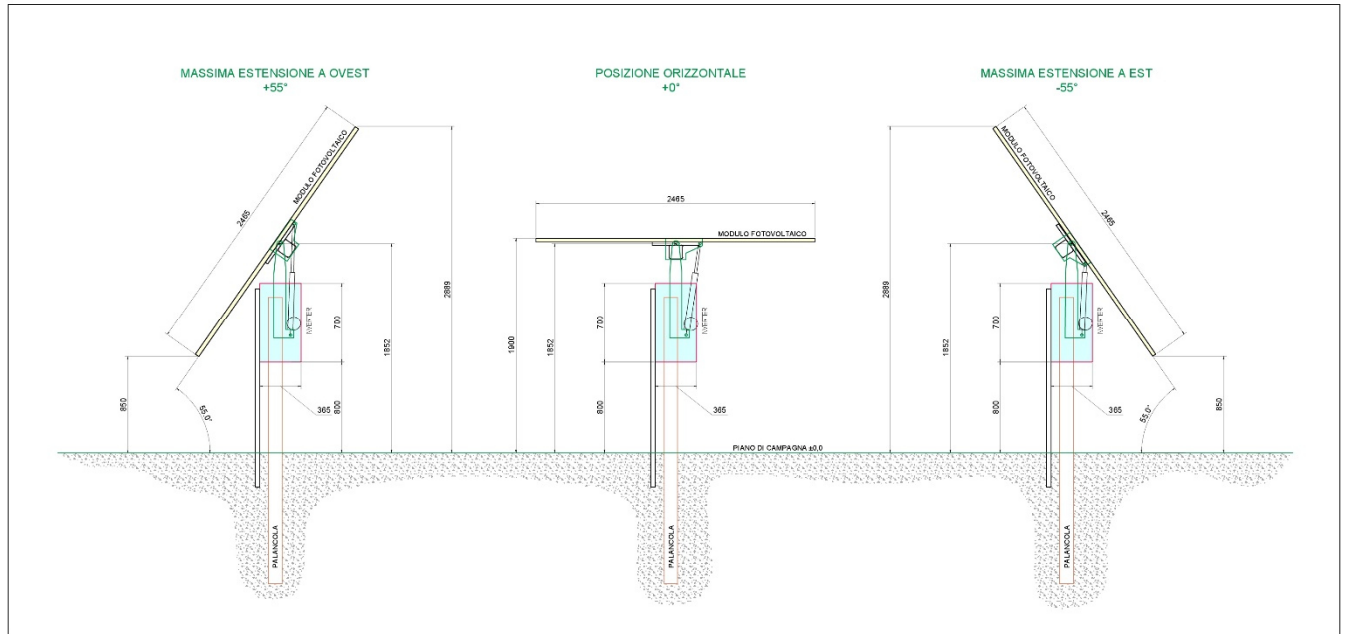 MASSIMA ESTENSIONE A OVEST
+55°
2465
MODULO FOTOVOLTAICO
2889
INVERTER
700
1852
850
55.0°
365
800
PALANCOLA
POSIZIONE ORIZZONTALE
+0°
2465
MODULO FOTOVOLTAICO
1900
1852
700
INVERTER
800
365
PIANO DI CAMPAGNA ±0,0
PALANCOLA
MASSIMA ESTENSIONE A EST
-55°
MODULO FOTOVOLTAICO
2465
2889
1852
700
INVERTER
800
365
850
55.0°
PALANCOLA